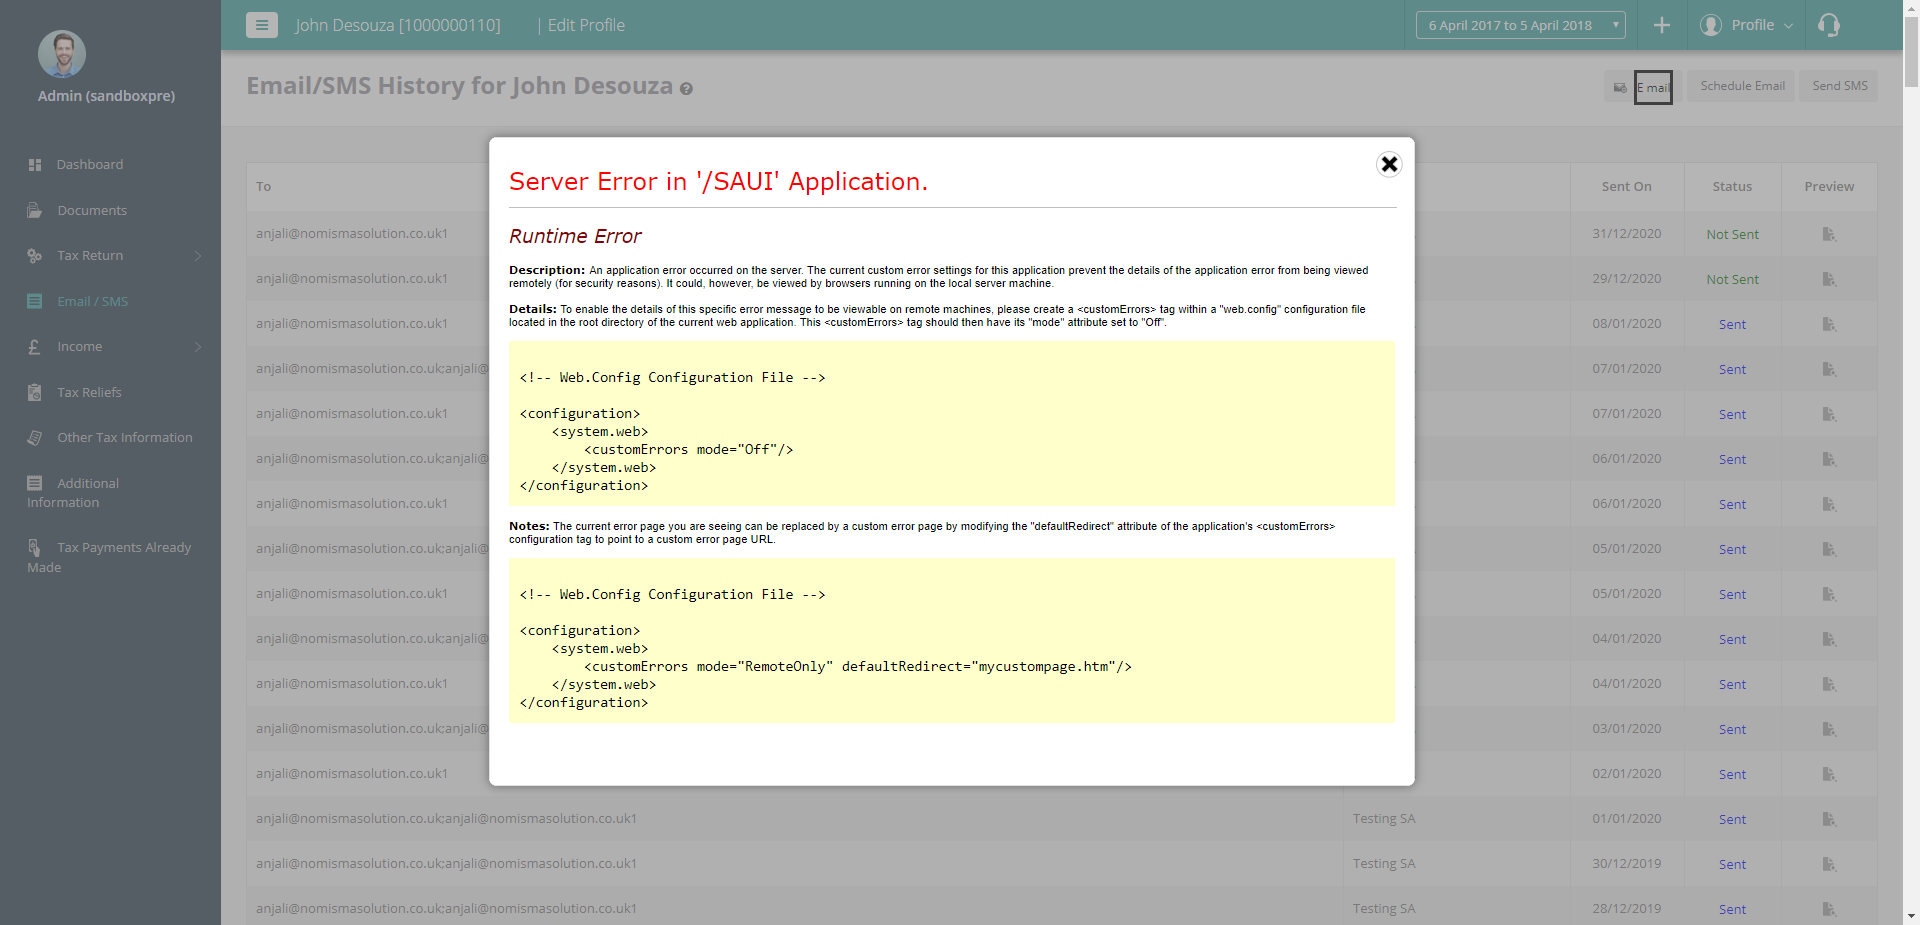 John Desouza [1000000110] | Edit Profile
6 April 2017 to 5 April 2018
Profile
Admin (sandboxpre)
Dashboard
Documents
Tax Return
Email / SMS
Income
Tax Reliefs
Other Tax Information
Additional
Information
Tax Payments Already
Made
Email/SMS History for John Desouza
E mail
Schedule Email
Send SMS
To Sent On Status Preview
anjali@nomismasolution.co.uk1 31/12/2020 Not Sent
anjali@nomismasolution.co.uk1 29/12/2020 Not Sent
anjali@nomismasolution.co.uk1 08/01/2020 Sent
anjali@nomismasolution.co.uk;anjali@ 07/01/2020 Sent
anjali@nomismasolution.co.uk1 07/01/2020 Sent
anjali@nomismasolution.co.uk;anjali@ 06/01/2020 Sent
anjali@nomismasolution.co.uk1 06/01/2020 Sent
anjali@nomismasolution.co.uk;anjali@ 05/01/2020 Sent
anjali@nomismasolution.co.uk1 05/01/2020 Sent
anjali@nomismasolution.co.uk;anjali@ 04/01/2020 Sent
anjali@nomismasolution.co.uk1 04/01/2020 Sent
anjali@nomismasolution.co.uk;anjali@ 03/01/2020 Sent
anjali@nomismasolution.co.uk1 02/01/2020 Sent
anjali@nomismasolution.co.uk;anjali@nomismasolution.co.uk1 Testing SA 01/01/2020 Sent
anjali@nomismasolution.co.uk;anjali@nomismasolution.co.uk1 Testing SA 30/12/2019 Sent
anjali@nomismasolution.co.uk;anjali@nomismasolution.co.uk1 Testing SA 28/12/2019 Sent
Server Error in '/SAUI' Application.
Runtime Error
Description: An application error occurred on the server. The current custom error settings for this application prevent the details of the application error from being viewed
remotely (for security reasons). It could, however, be viewed by browsers running on the local server machine.
Details: To enable the details of this specific error message to be viewable on remote machines, please create a <customErrors> tag within a "web.config" configuration file
located in the root directory of the current web application. This <customErrors> tag should then have its "mode" attribute set to "Off".
<!-- Web.Config Configuration File -->
<configuration>
<system.web>
<customErrors mode="Off"/>
</system.web>
</configuration>
Notes: The current error page you are seeing can be replaced by a custom error page by modifying the "defaultRedirect" attribute of the application's <customErrors>
configuration tag to point to a custom error page URL.
<!-- Web.Config Configuration File -->
<configuration>
<system.web>
<customErrors mode="RemoteOnly" defaultRedirect="mycustompage.htm"/>
</system.web>
</configuration>